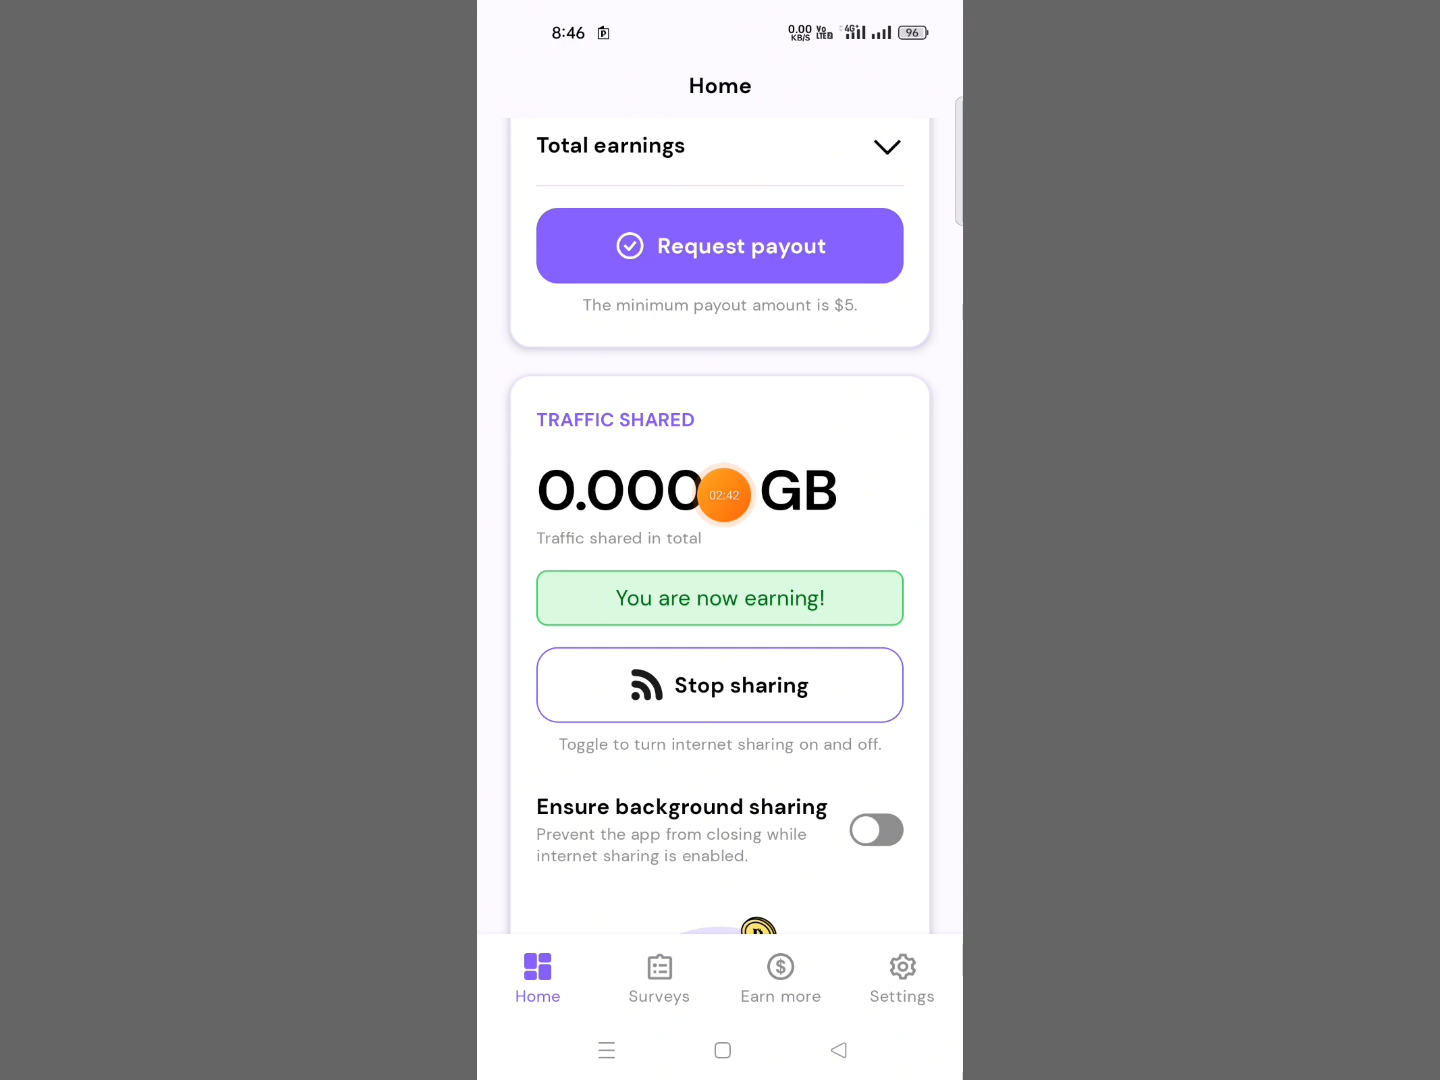 8:46
0.00 KB/S Vo LTE2 4G+ 96
Home
Total earnings
Request payout
The minimum payout amount is $5.
TRAFFIC SHARED
0.000 GB
02:42
Traffic shared in total
You are now earning!
Stop sharing
Toggle to turn internet sharing on and off.
Ensure background sharing
Prevent the app from closing while
internet sharing is enabled.
Home Surveys Earn more Settings